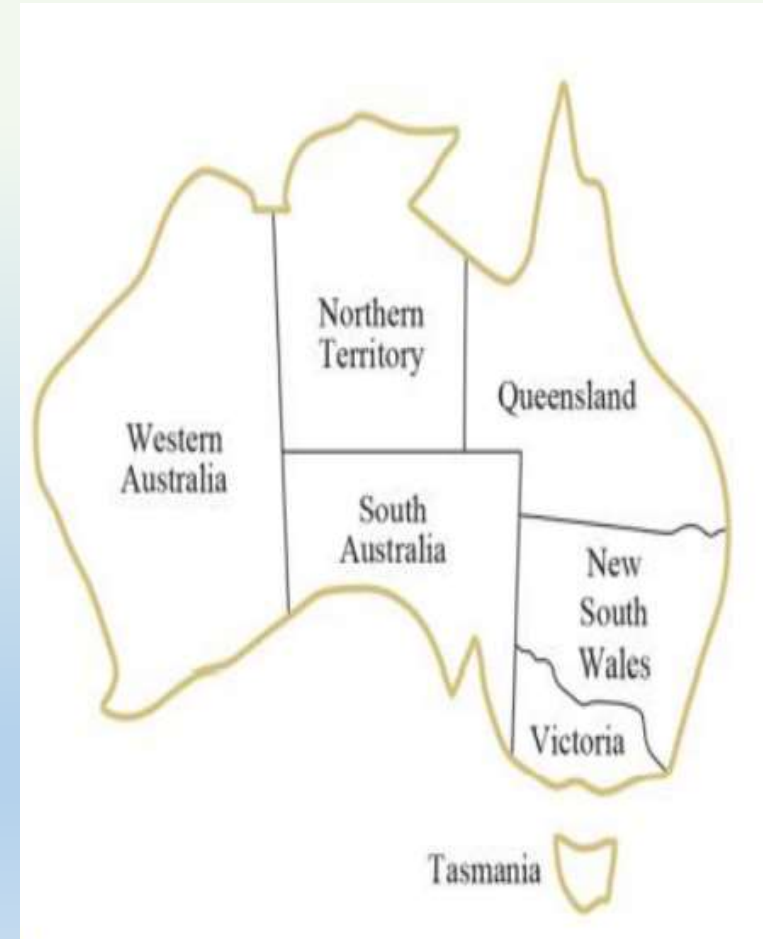 Northern
Territory
Queensland
Western
Australia
South
Australia
New
South
Wales
Victoria
Tasmania